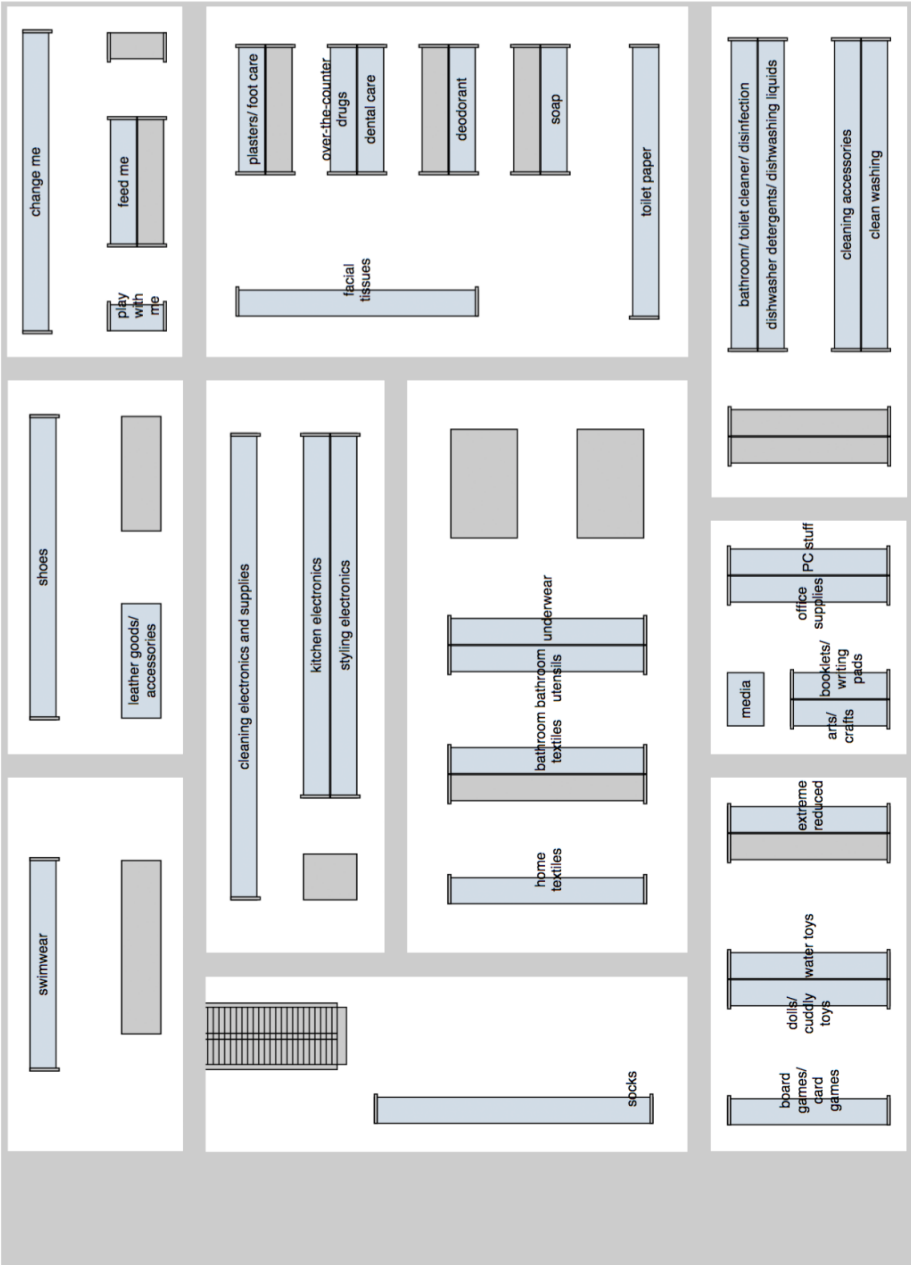 change me
feed me
play
with
me
plasters/ foot care
over-the-counter
drugs
dental care
deodorant
soap
toilet paper
facial
tissues
bathroom/ toilet cleaner/ disinfection
dishwasher detergents/ dishwashing liquids
cleaning accessories
clean washing
shoes
leather goods/
accessories
cleaning electronics and supplies
kitchen electronics
styling electronics
underwear
bathroom
utensils
bathroom
textiles
home
textiles
PC stuff
office
supplies
media
booklets/
writing
pads
arts/
crafts
swimwear
socks
extreme
reduced
water toys
dolls/
cuddly
toys
board
games/
card
games